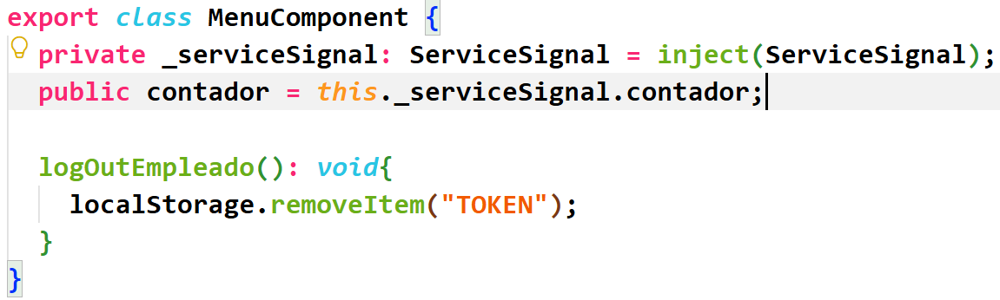 export class MenuComponent {
  private _serviceSignal: ServiceSignal = inject(ServiceSignal);
  public contador = this._serviceSignal.contador;
  logOutEmpleado(): void{
    localStorage.removeItem("TOKEN");
  }
}